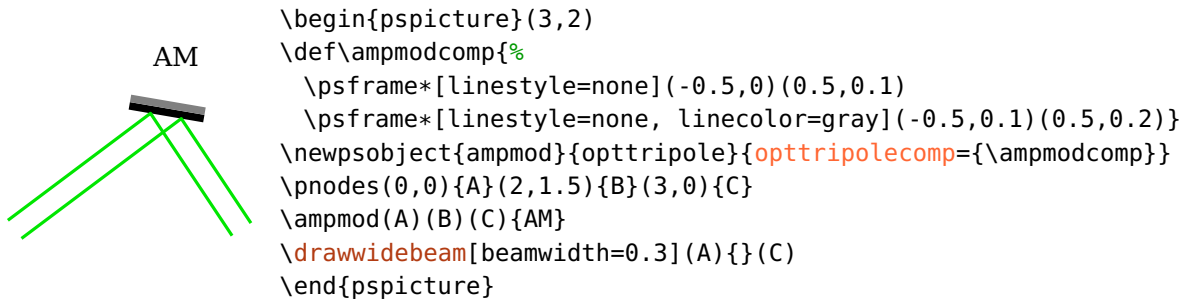 AM
\begin{pspicture}(3,2)
\def\ampmodcomp{%
  \psframe*[linestyle=none](-0.5,0)(0.5,0.1)
  \psframe*[linestyle=none, linecolor=gray](-0.5,0.1)(0.5,0.2)}
\newpsobject{ampmod}{opttripole}{opttripolecomp={\ampmodcomp}}
\pnodes(0,0){A}(2,1.5){B}(3,0){C}
\ampmod(A)(B)(C){AM}
\drawwidebeam[beamwidth=0.3](A){}(C)
\end{pspicture}